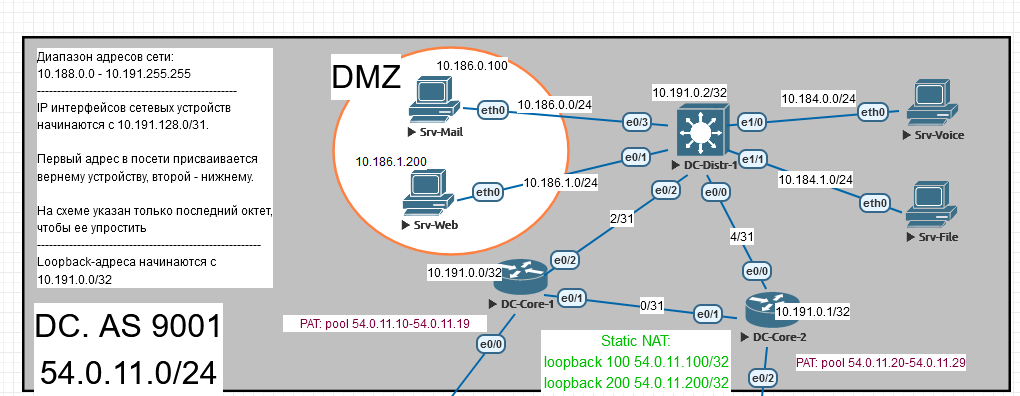 Диапазон адресов сети:
10.188.0.0 - 10.191.255.255
IP интерфейсов сетевых устройств
начинаются с 10.191.128.0/31.
Первый адрес в посети присваивается
вернему устройству, второй - нижнему.
На схеме указан только последний октет,
чтобы ее упростить
Loopback-адреса начинаются с
10.191.0.0/32
DMZ
10.186.0.100
eth0
10.186.0.0/24
Srv-Mail
10.186.1.200
eth0
10.186.1.0/24
Srv-Web
10.191.0.2/32
e0/3
e1/0
e0/1
e1/1
DC-Distr-1
e0/2
e0/0
10.184.0.0/24
eth0
Srv-Voice
10.184.1.0/24
eth0
Srv-File
2/31
4/31
10.191.0.0/32
e0/2
DC-Core-1
e0/1
0/31
e0/1
e0/0
10.191.0.1/32
DC-Core-2
PAT: pool 54.0.11.10-54.0.11.19
e0/0
Static NAT:
loopback 100 54.0.11.100/32
loopback 200 54.0.11.200/32
PAT: pool 54.0.11.20-54.0.11.29
e0/2
DC. AS 9001
54.0.11.0/24